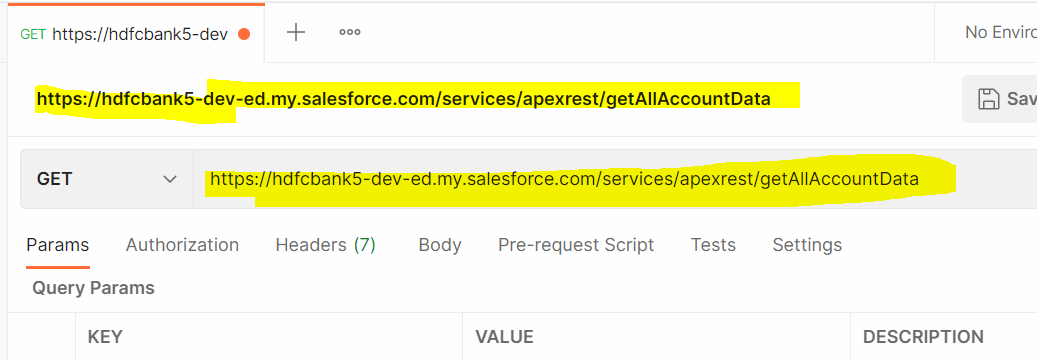 GET https://hdfcbank5-dev
No Enviro
https://hdfcbank5-dev-ed.my.salesforce.com/services/apexrest/getAllAccountData
Sav
GET https://hdfcbank5-dev-ed.my.salesforce.com/services/apexrest/getAllAccountData
Params Authorization Headers (7) Body Pre-request Script Tests Settings
Query Params
KEY VALUE DESCRIPTION